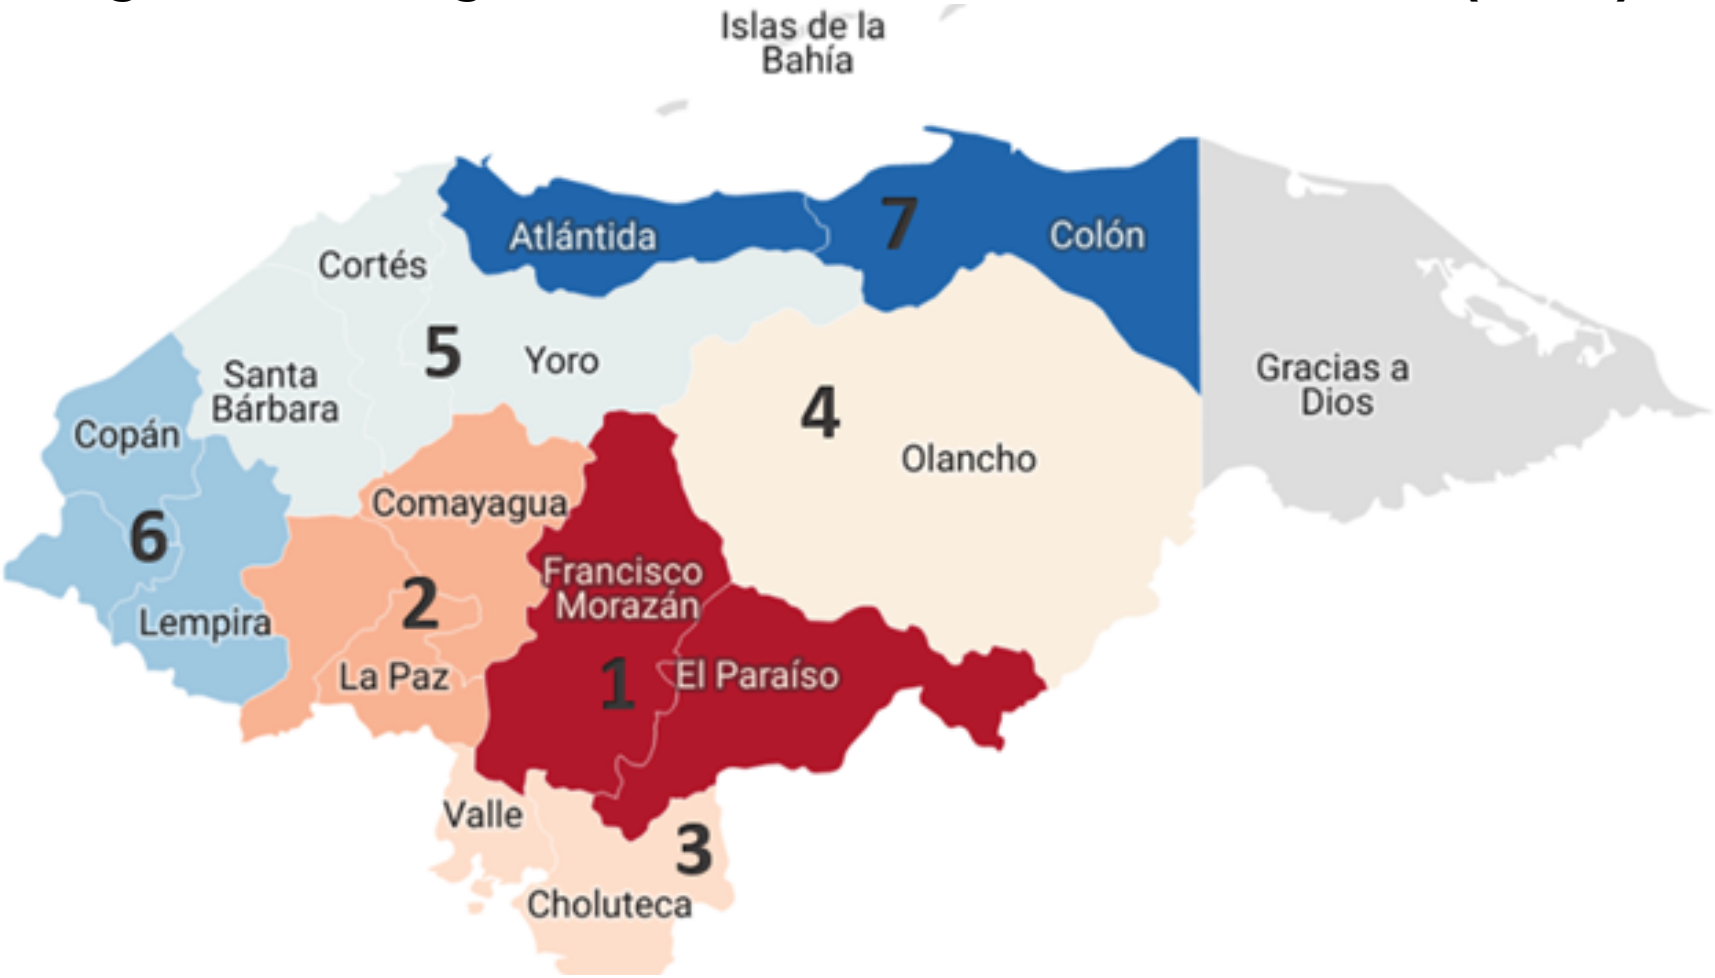 Islas de la
Bahía
Atlántida
7
Colón
Cortés
5
Yoro
Santa
Bárbara
4
Gracias a
Dios
Copán
Olancho
Comayagua
6
Francisco
Morazán
2
Lempira
La Paz
1
El Paraíso
Valle
3
Choluteca